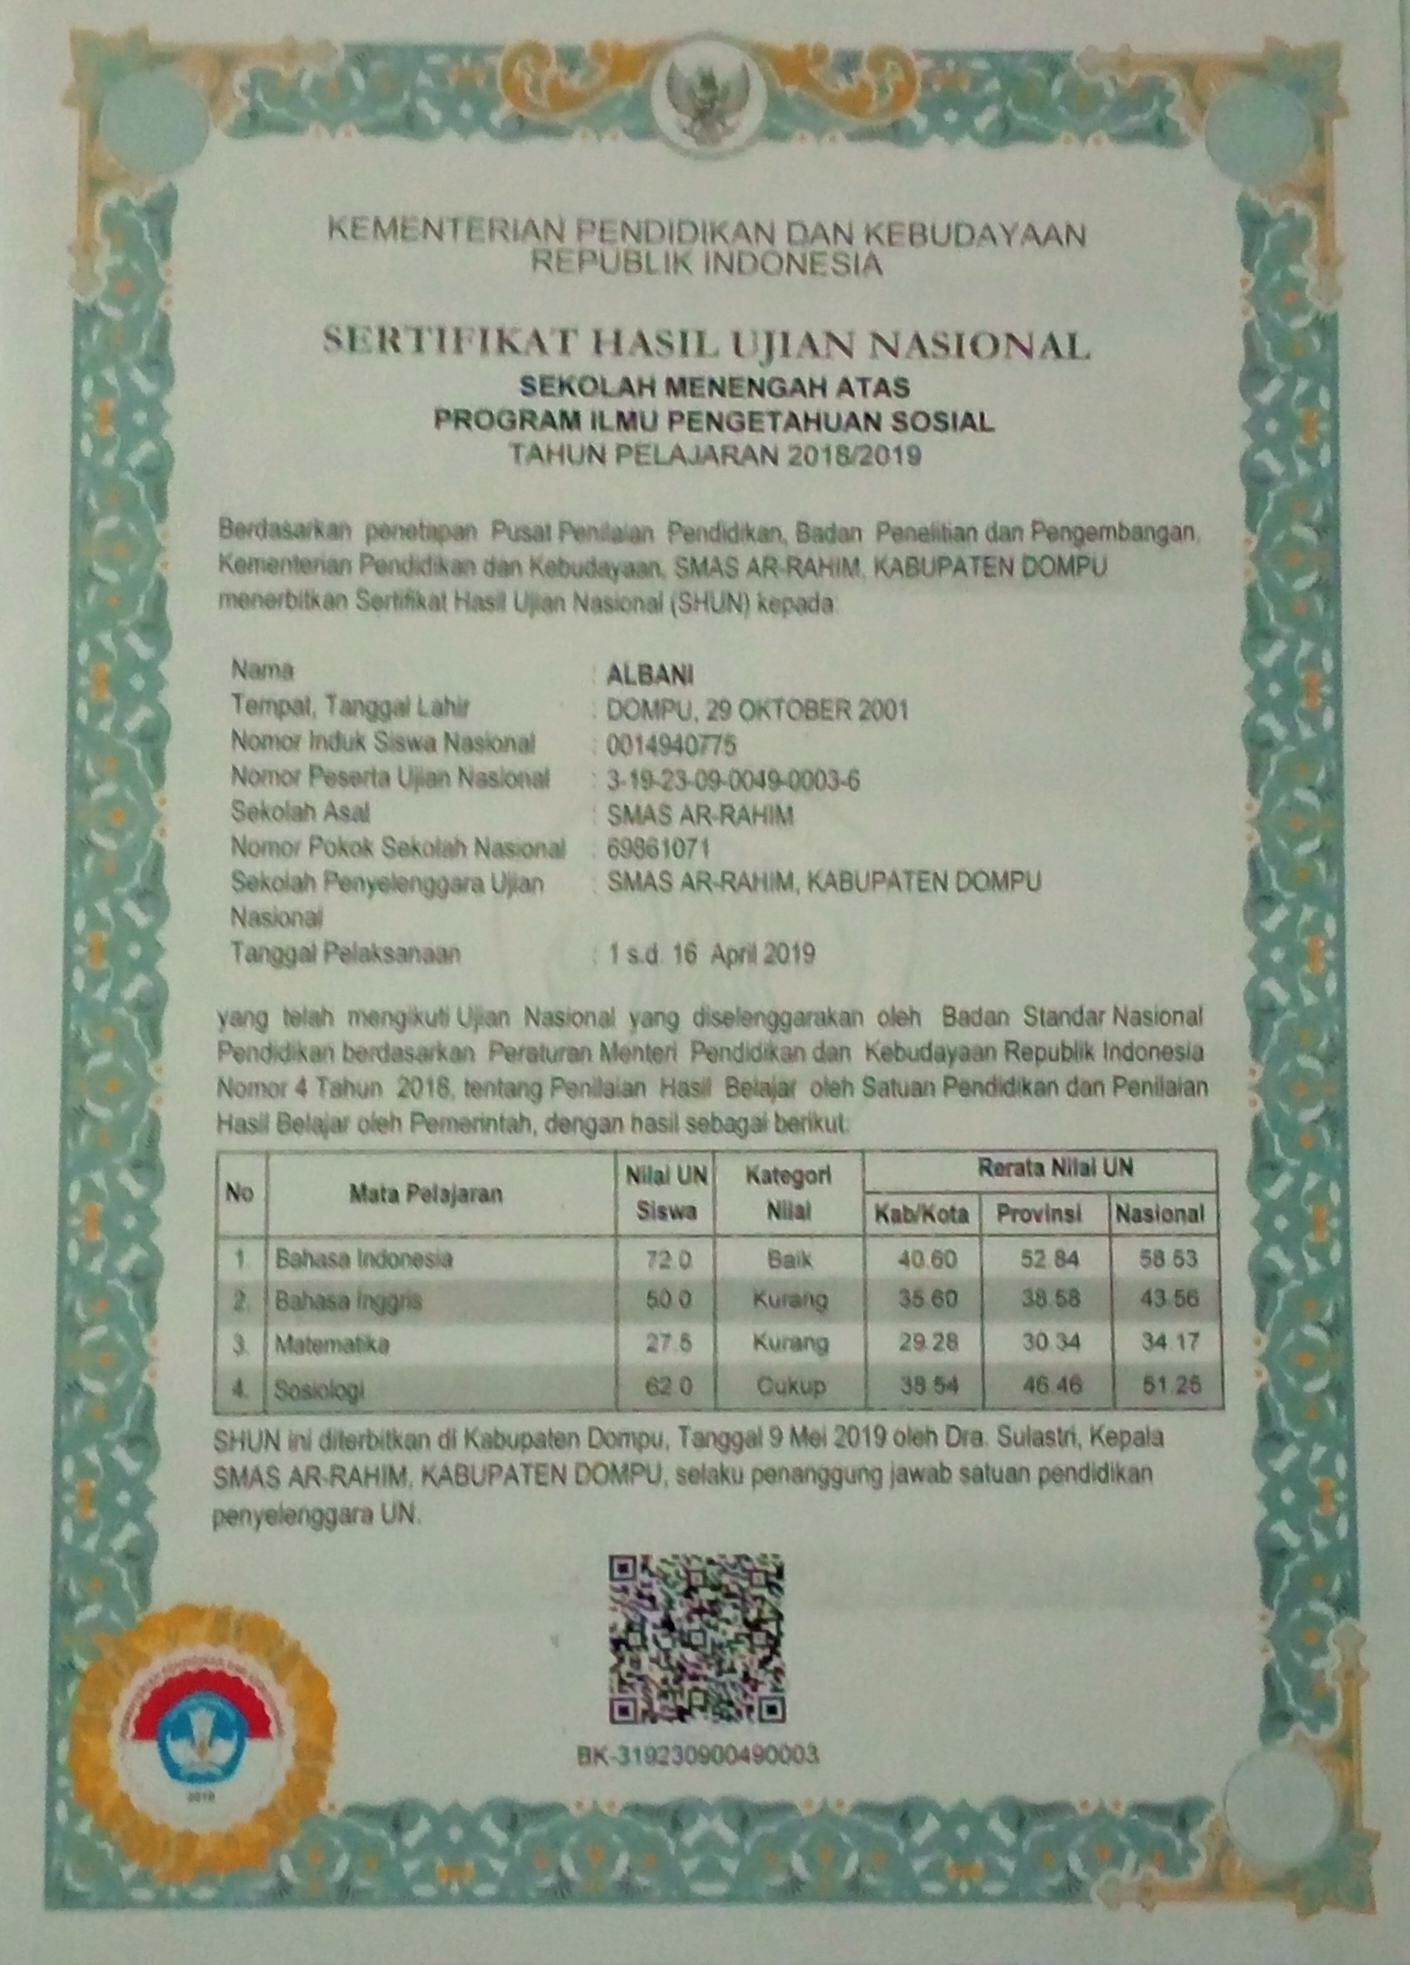 KEMENTERIAN PENDIDIKAN DAN KEBUDAYAAN
REPUBLIK INDONESIA
SERTIFIKAT HASIL UJIAN NASIONAL
SEKOLAH MENENGAH ATAS
PROGRAM ILMU PENGETAHUAN SOSIAL
TAHUN PELAJARAN 2018/2019
Berdasarkan penetapan Pusat Penilaian Pendidikan, Badan Penelitian dan Pengembangan,
Kementerian Pendidikan dan Kebudayaan, SMAS AR-RAHIM, KABUPATEN DOMPU
menerbitkan Sertifikat Hasil Ujian Nasional (SHUN) kepada:
Nama : ALBANI
Tempat, Tanggal Lahir : DOMPU, 29 OKTOBER 2001
Nomor Induk Siswa Nasional : 0014940775
Nomor Peserta Ujian Nasional : 3-19-23-09-0049-0003-6
Sekolah Asal : SMAS AR-RAHIM
Nomor Pokok Sekolah Nasional : 69861071
Sekolah Penyelenggara Ujian : SMAS AR-RAHIM, KABUPATEN DOMPU
Nasional
Tanggal Pelaksanaan : 1 s.d. 16 April 2019
yang telah mengikuti Ujian Nasional yang diselenggarakan oleh Badan Standar Nasional
Pendidikan berdasarkan Peraturan Menteri Pendidikan dan Kebudayaan Republik Indonesia
Nomor 4 Tahun 2018, tentang Penilaian Hasil Belajar oleh Satuan Pendidikan dan Penilaian
Hasil Belajar oleh Pemerintah, dengan hasil sebagai berikut:
No Mata Pelajaran Nilai UN Siswa Kategori Nilai Rerata Nilai UN
Kab/Kota Provinsi Nasional
1. Bahasa Indonesia 72.0 Baik 40.60 52.84 58.53
2. Bahasa Inggris 50.0 Kurang 35.60 38.58 43.56
3. Matematika 27.5 Kurang 29.28 30.34 34.17
4. Sosiologi 62.0 Cukup 38.54 46.46 51.25
SHUN ini diterbitkan di Kabupaten Dompu, Tanggal 9 Mei 2019 oleh Dra. Sulastri, Kepala
SMAS AR-RAHIM, KABUPATEN DOMPU, selaku penanggung jawab satuan pendidikan
penyelenggara UN.
BK-319230900490003
2019